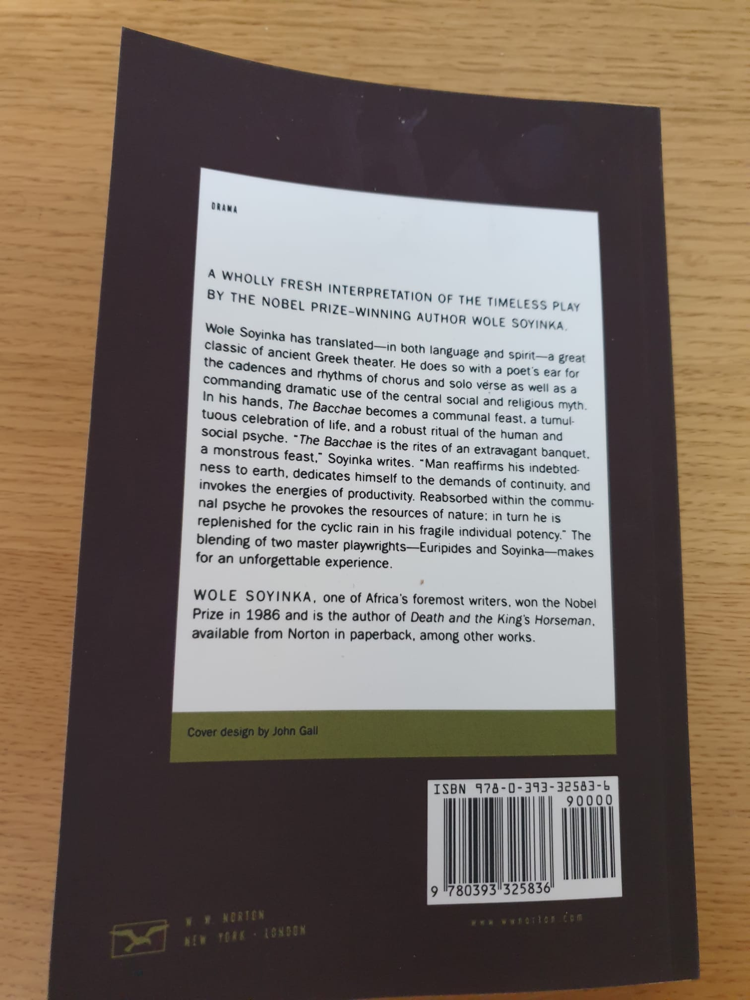 DRAMA
A WHOLLY FRESH INTERPRETATION OF THE TIMELESS PLAY
BY THE NOBEL PRIZE–WINNING AUTHOR WOLE SOYINKA.
Wole Soyinka has translated—in both language and spirit—a great
classic of ancient Greek theater. He does so with a poet's ear for
the cadences and rhythms of chorus and solo verse as well as a
commanding dramatic use of the central social and religious myth.
In his hands, The Bacchae becomes a communal feast, a tumul-
tuous celebration of life, and a robust ritual of the human and
social psyche. “The Bacchae is the rites of an extravagant banquet,
a monstrous feast,” Soyinka writes. “Man reaffirms his indebted-
ness to earth, dedicates himself to the demands of continuity, and
invokes the energies of productivity. Reabsorbed within the commu-
nal psyche he provokes the resources of nature; in turn he is
replenished for the cyclic rain in his fragile individual potency.” The
blending of two master playwrights—Euripides and Soyinka—makes
for an unforgettable experience.
WOLE SOYINKA, one of Africa's foremost writers, won the Nobel
Prize in 1986 and is the author of Death and the King's Horseman,
available from Norton in paperback, among other works.
Cover design by John Gall
ISBN 978-0-393-32583-6
90000
9 780393 325836
W. W. NORTON
NEW YORK • LONDON
www.wwnorton.com